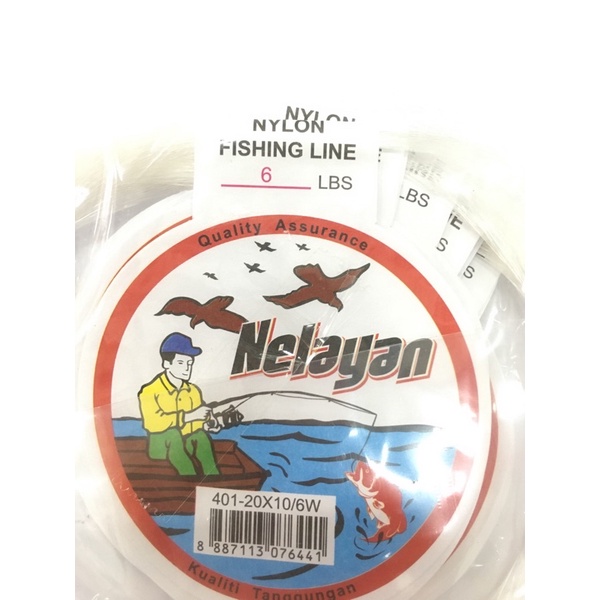 NYLON
NYLON
FISHING LINE
6 LBS
LBS
S
S
Quality Assurance
Nelayan
401-20X10/6W
8 887113 076441
Kualiti Tanggungan